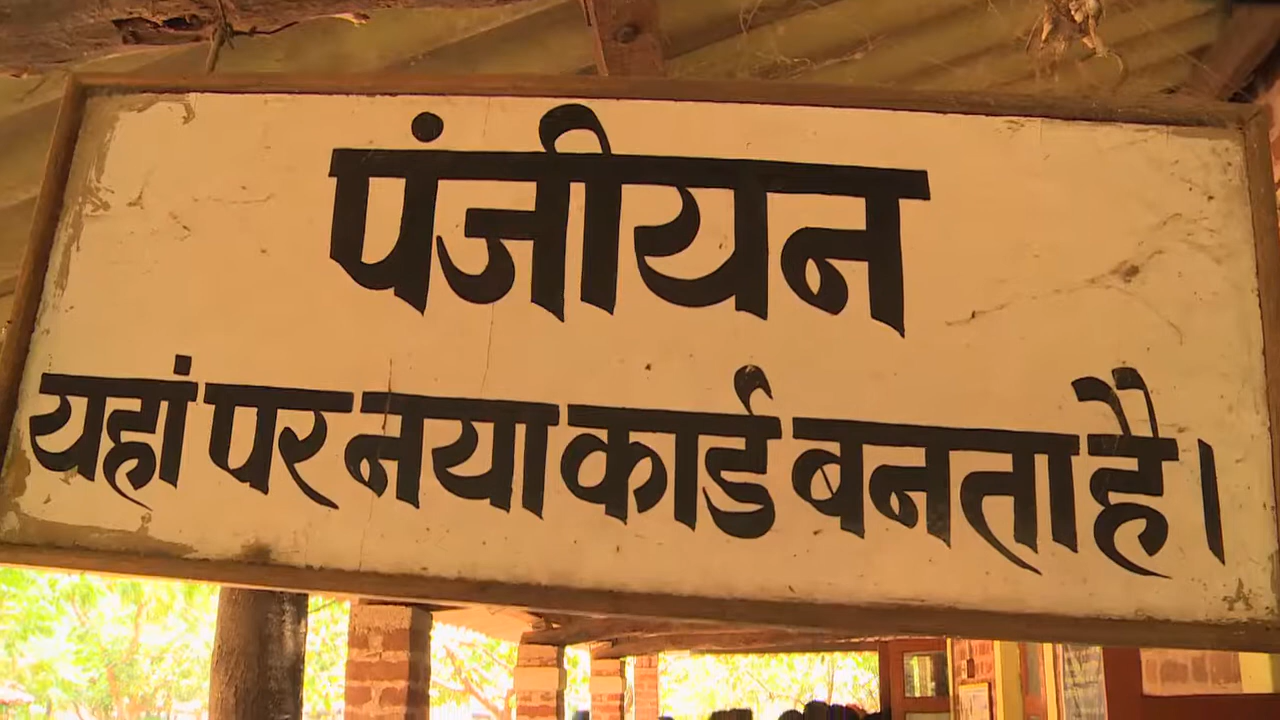 पंजीयन
यहां पर नया कार्ड बनता है।